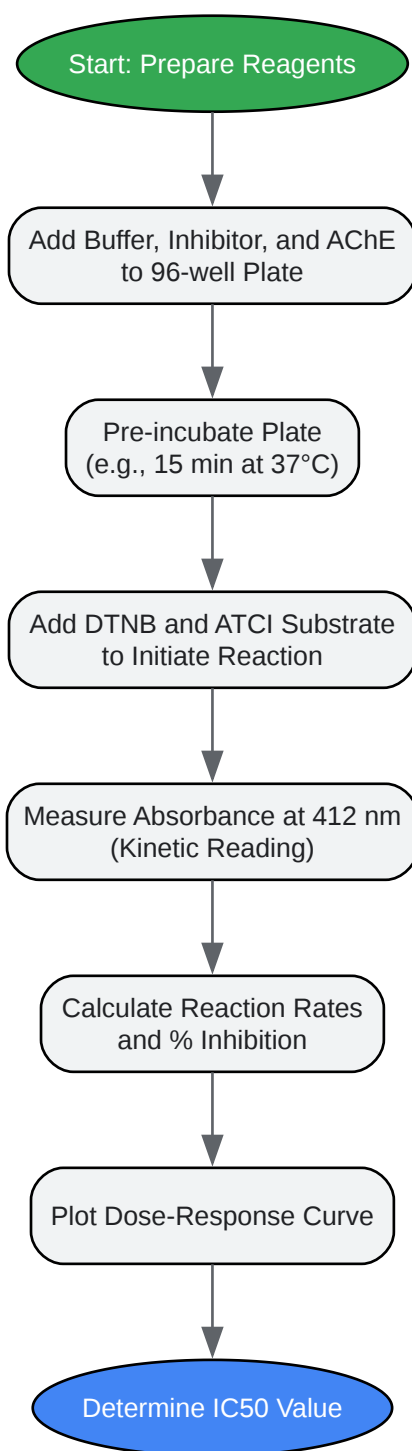 Start: Prepare Reagents
Add Buffer, Inhibitor, and AChE
to 96-well Plate
Pre-incubate Plate
(e.g., 15 min at 37°C)
Add DTNB and ATCI Substrate
to Initiate Reaction
Measure Absorbance at 412 nm
(Kinetic Reading)
Calculate Reaction Rates
and % Inhibition
Plot Dose-Response Curve
Determine IC50 Value